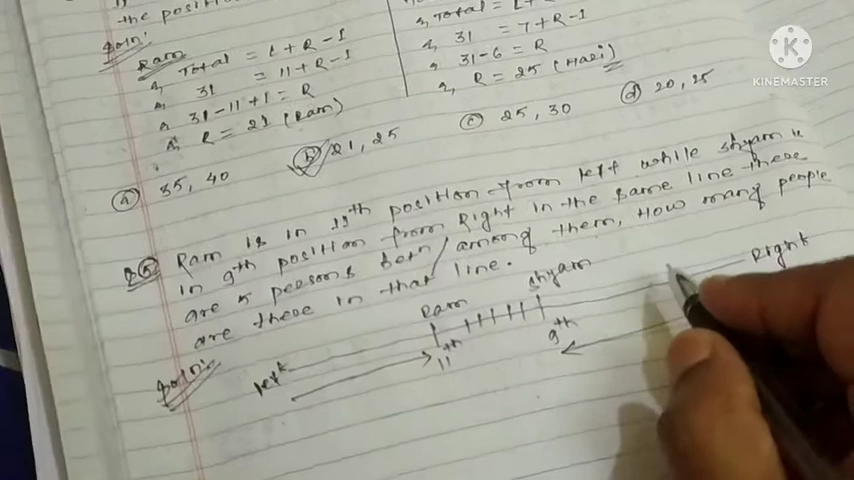 the position
Soln:
Ram
Total = L + R - 1
31 = 11 + R - 1
31 - 11 + 1 = R
R = 21 (Ram)
Total = L +
31 = 7 + R - 1
31 - 6 = R
R = 25 (Hari)
(a) 35, 40
(b) 21, 25
(c) 25, 30
(d) 20, 25
Q5 Ram is in 11th position from left while shyam is
in 9th position from Right in the same line there
are 5 persons betn / among them, How many people
are there in that line.
Soln:
left
Ram
11th
shyam
9th
Right
KINEMASTER